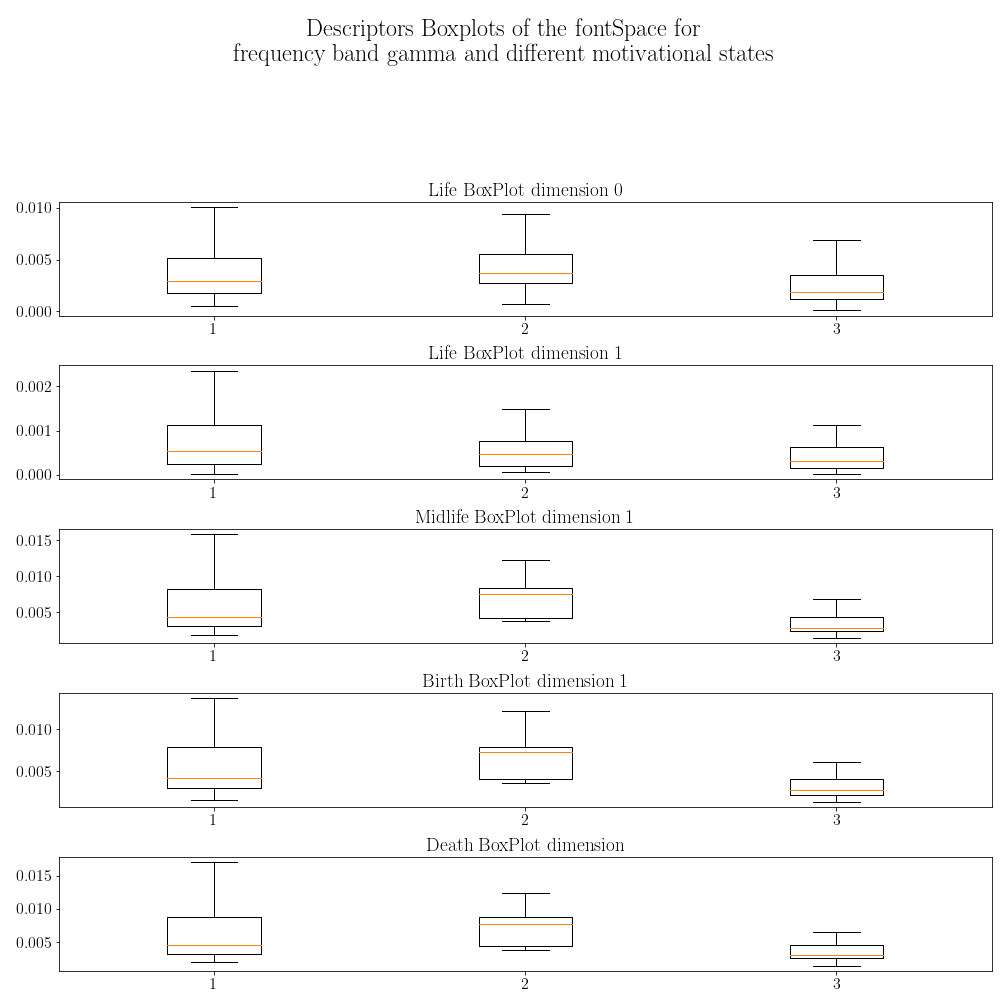 Descriptors Boxplots of the fontSpace for
frequency band gamma and different motivational states
Life BoxPlot dimension 0
0.010
0.005
0.000
1 2 3
Life BoxPlot dimension 1
0.002
0.001
0.000
1 2 3
Midlife BoxPlot dimension 1
0.015
0.010
0.005
1 2 3
Birth BoxPlot dimension 1
0.010
0.005
1 2 3
Death BoxPlot dimension
0.015
0.010
0.005
1 2 3